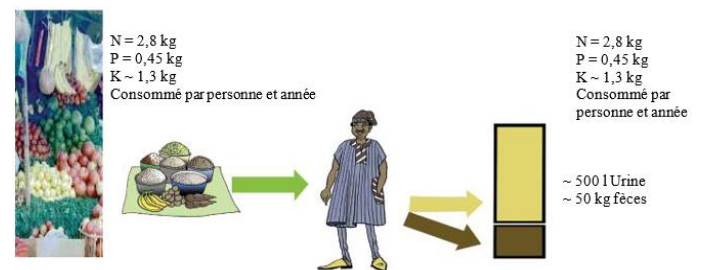 N = 2,8 kg
P = 0,45 kg
K ~ 1,3 kg
Consommé par personne et année
N = 2,8 kg
P = 0,45 kg
K ~ 1,3 kg
Consommé par
personne et année
~ 500 l Urine
~ 50 kg fèces